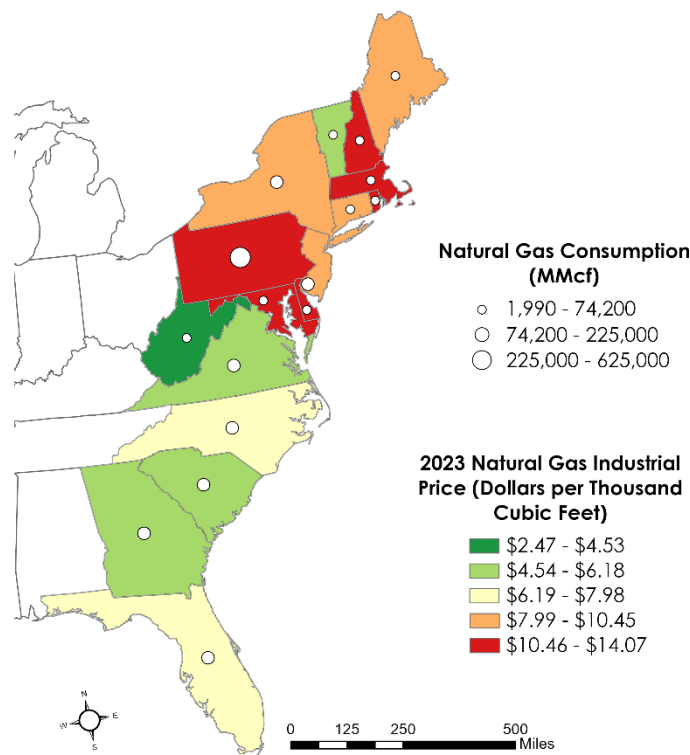 Natural Gas Consumption
(MMcf)
1,990 - 74,200
74,200 - 225,000
225,000 - 625,000
2023 Natural Gas Industrial
Price (Dollars per Thousand
Cubic Feet)
$2.47 - $4.53
$4.54 - $6.18
$6.19 - $7.98
$7.99 - $10.45
$10.46 - $14.07
N
W E
S
0 125 250 500
Miles